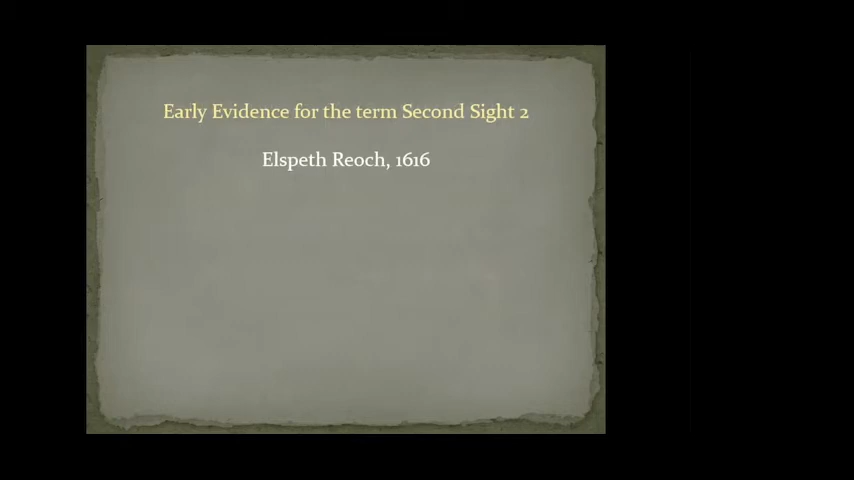 Early Evidence for the term Second Sight 2
Elspeth Reoch, 1616